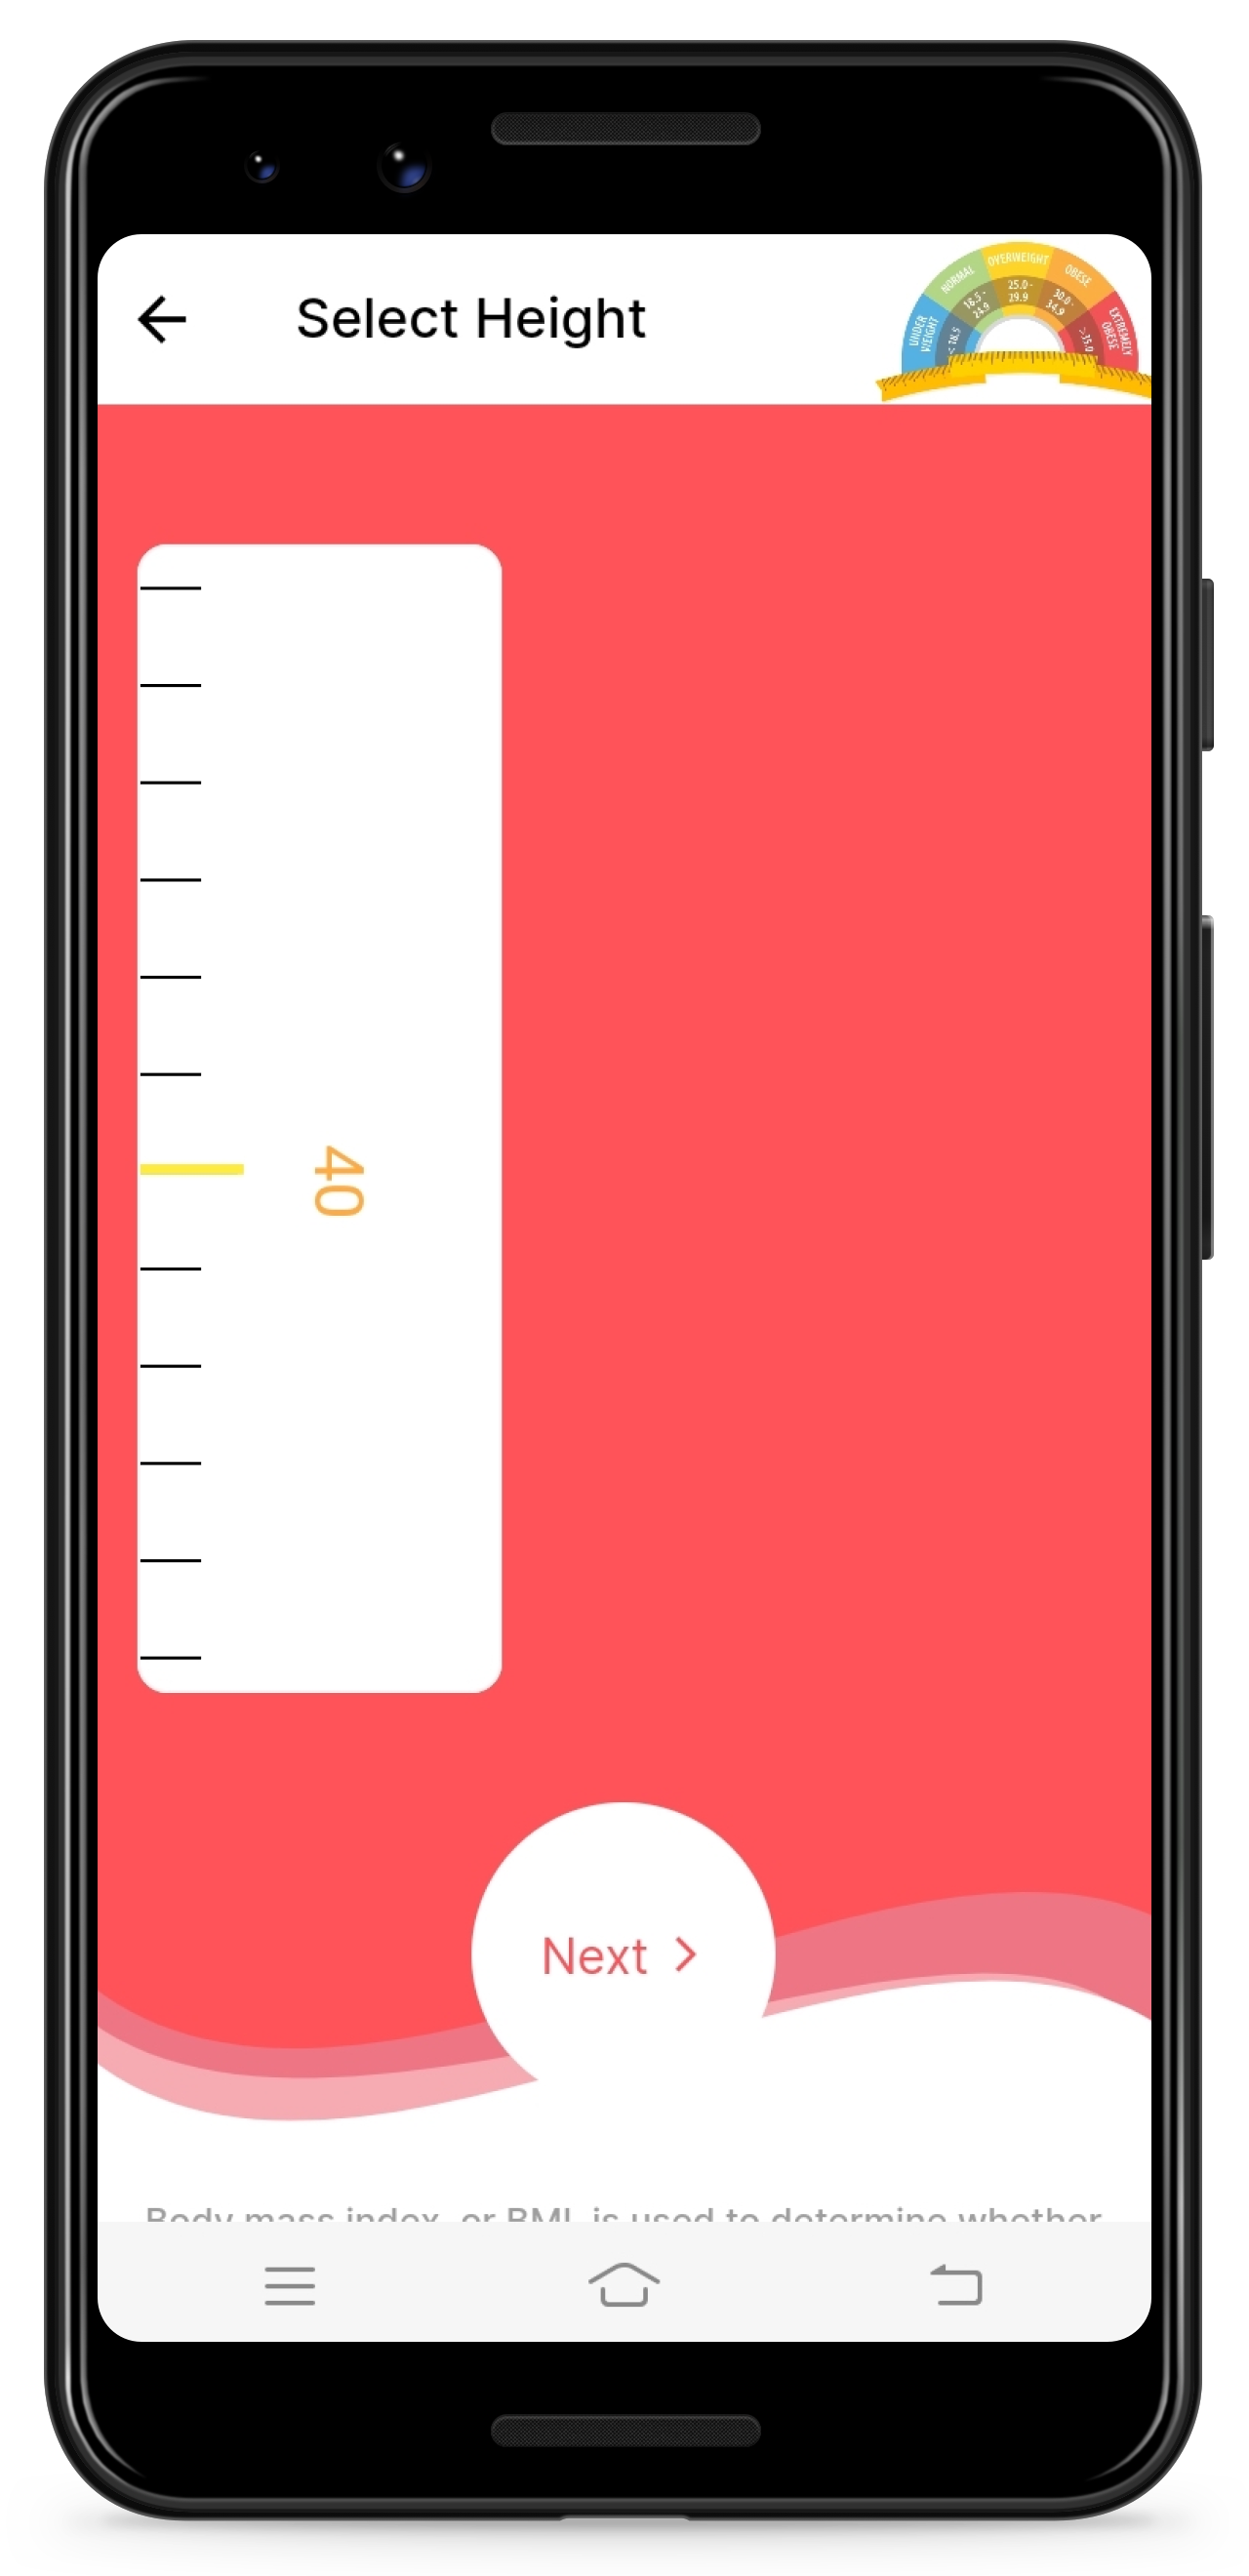 Select Height
UNDER
WEIGHT
< 18.5
NORMAL
18.5 -
24.9
OVERWEIGHT
25.0 -
29.9
OBESE
30.0 -
34.9
EXTREMELY
OBESE
>35.0
40
Next
Body mass index, or BMI, is used to determine whether